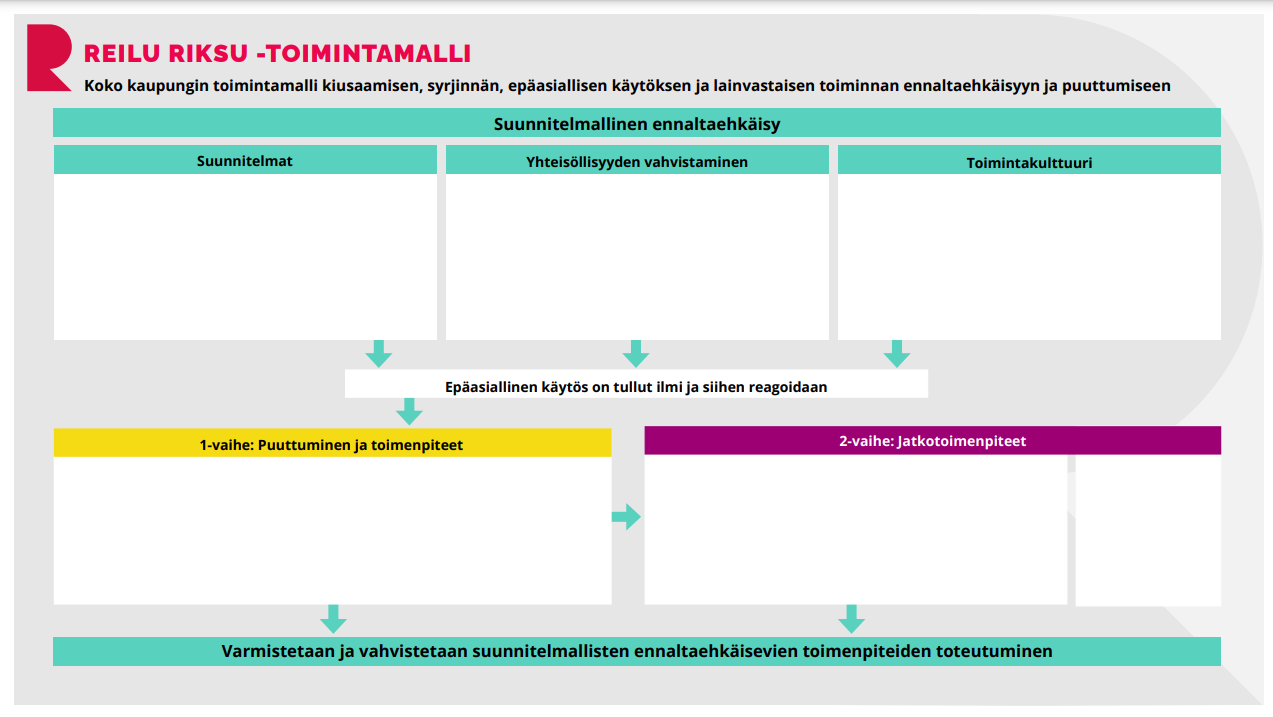 REILU RIKSU -TOIMINTAMALLI
Koko kaupungin toimintamalli kiusaamisen, syrjinnän, epäasiallisen käytöksen ja lainvastaisen toiminnan ennaltaehkäisyyn ja puuttumiseen
Suunnitelmallinen ennaltaehkäisy
Suunnitelmat
Yhteisöllisyyden vahvistaminen
Toimintakulttuuri
Epäasiallinen käytös on tullut ilmi ja siihen reagoidaan
1-vaihe: Puuttuminen ja toimenpiteet
2-vaihe: Jatkotoimenpiteet
Varmistetaan ja vahvistetaan suunnitelmallisten ennaltaehkäisevien toimenpiteiden toteutuminen